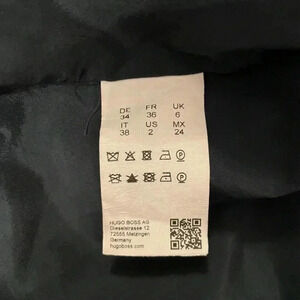 DE FR UK
34 36 6
IT US MX
38 2 24
HUGO BOSS AG
Dieselstrasse 12
72555 Metzingen
Germany
hugoboss.com